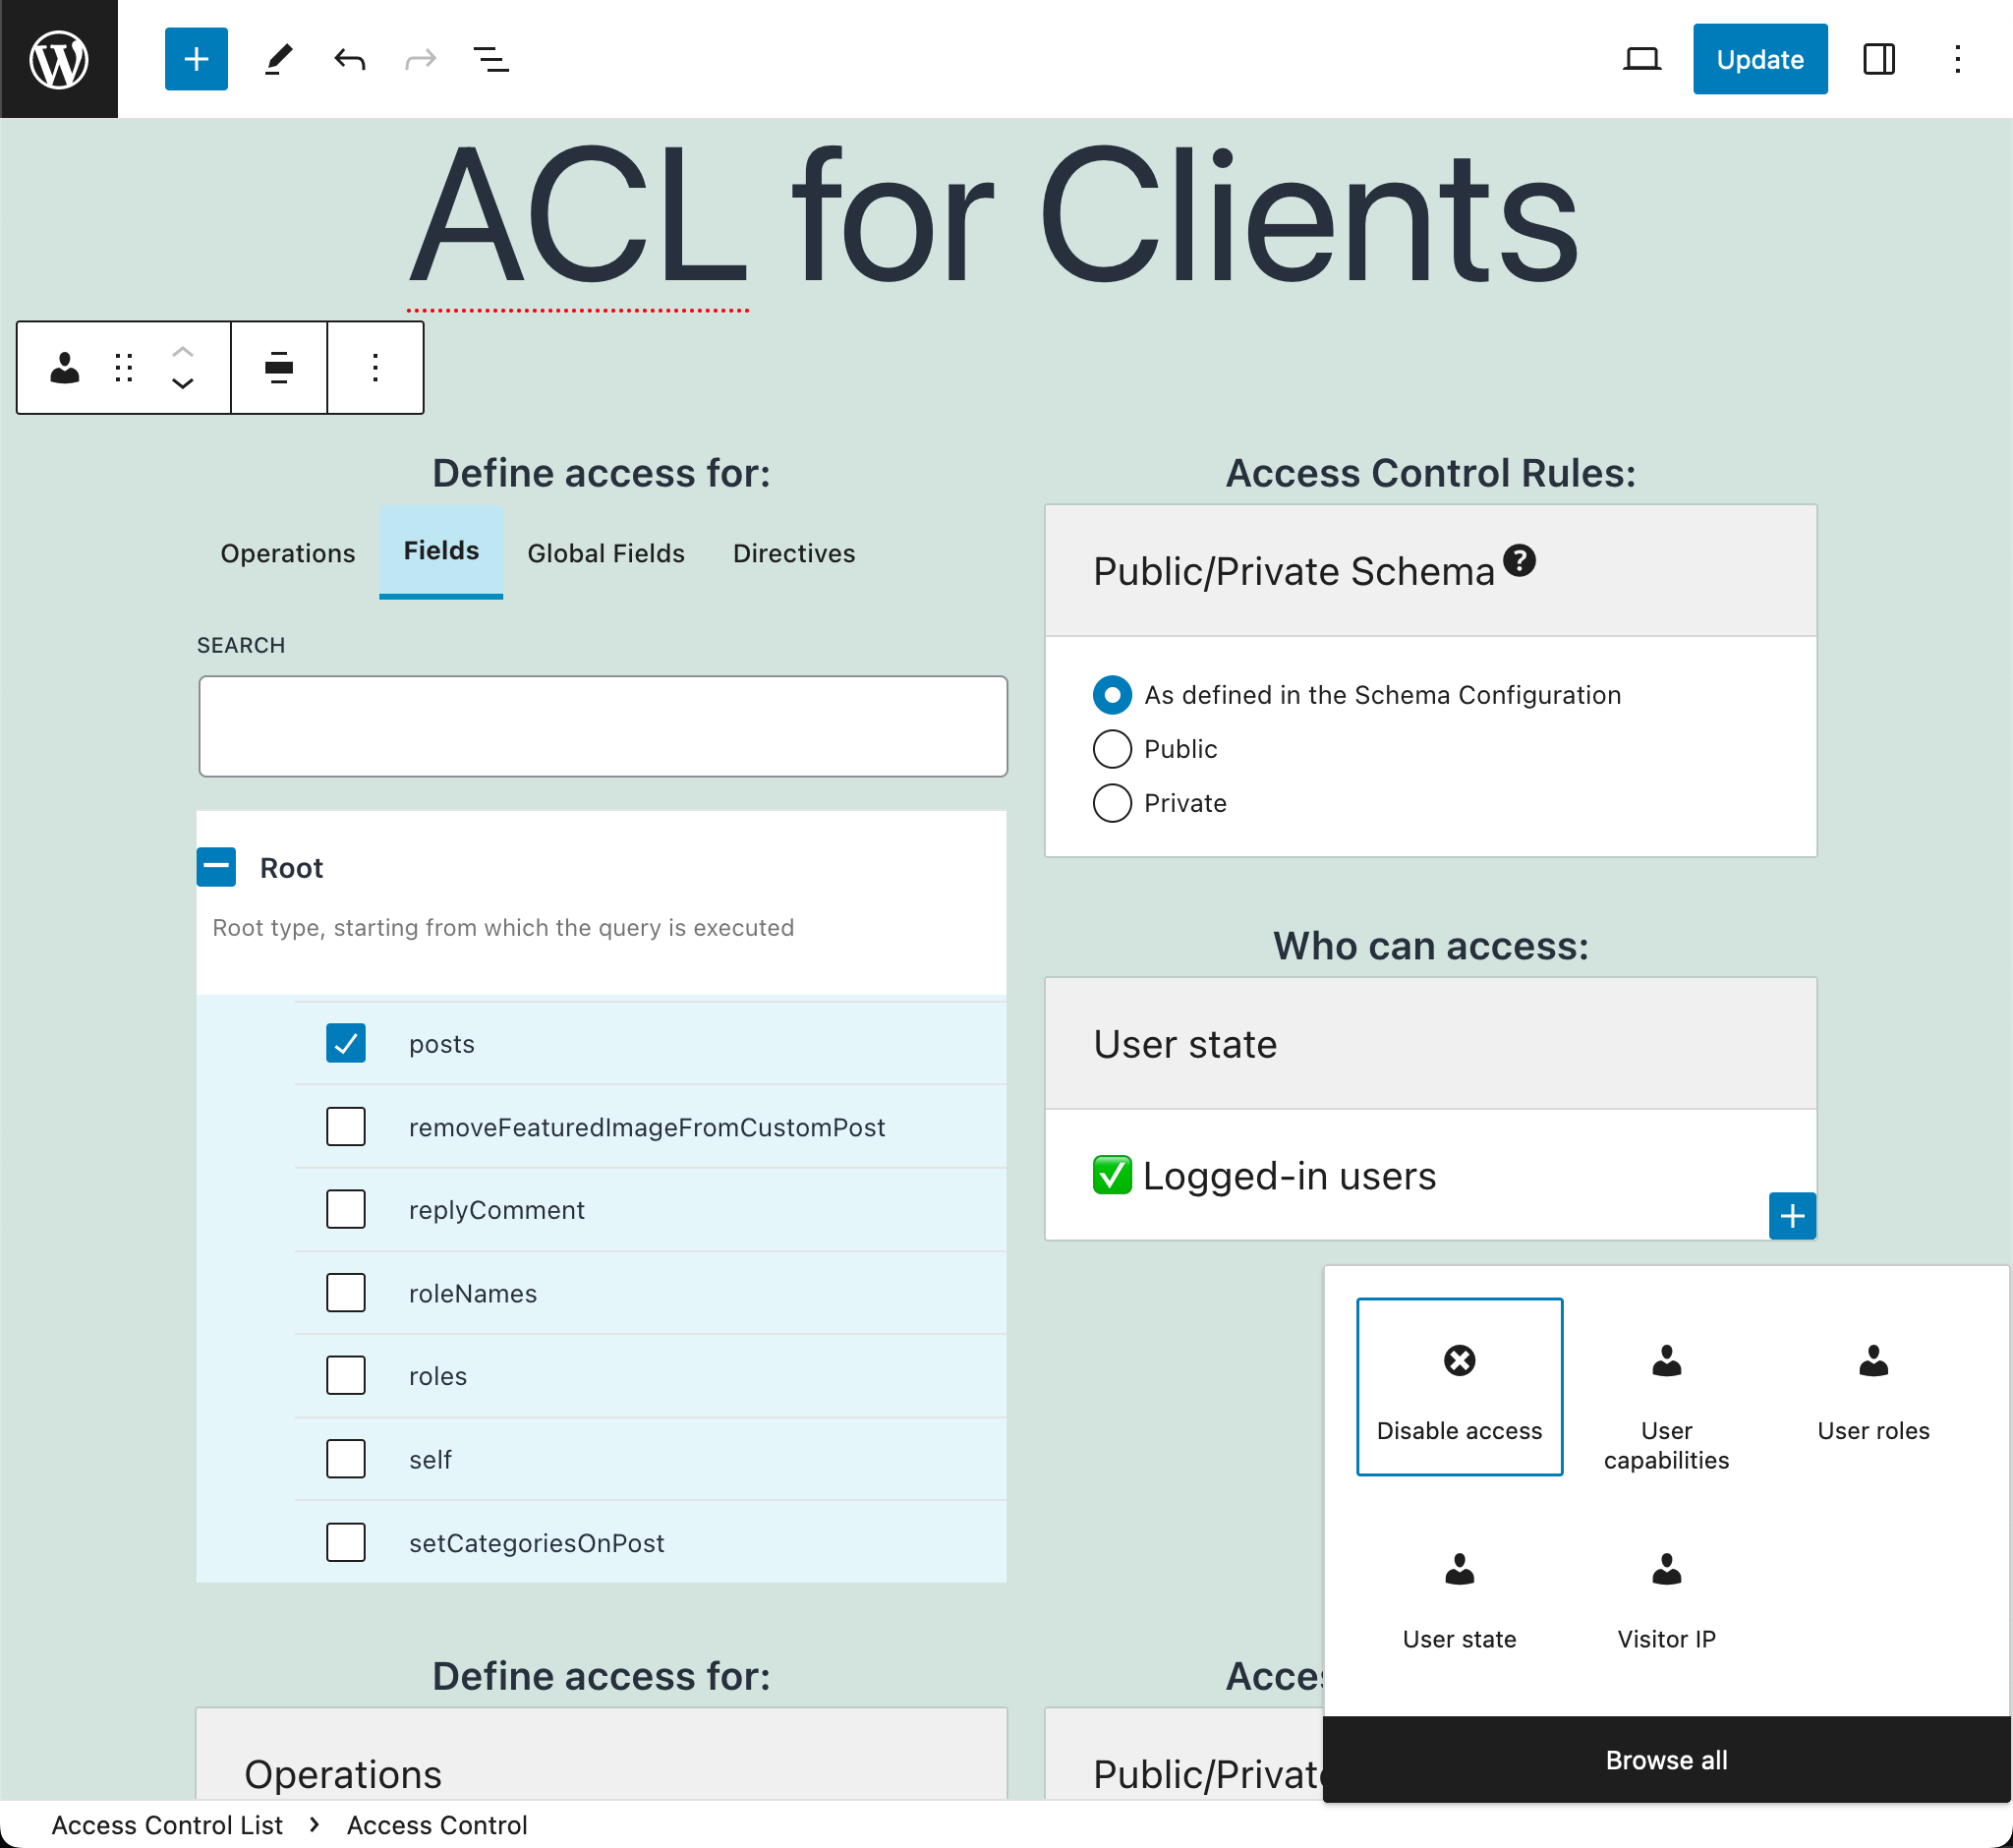 Update
ACL for Clients
Define access for:
Operations
Fields
Global Fields
Directives
SEARCH
Root
Root type, starting from which the query is executed
posts
removeFeaturedImageFromCustomPost
replyComment
roleNames
roles
self
setCategoriesOnPost
Access Control Rules:
Public/Private Schema
As defined in the Schema Configuration
Public
Private
Who can access:
User state
✅ Logged-in users
Disable access
User
capabilities
User roles
User state
Visitor IP
Browse all
Define access for:
Operations
Public/Private
Access Control List › Access Control